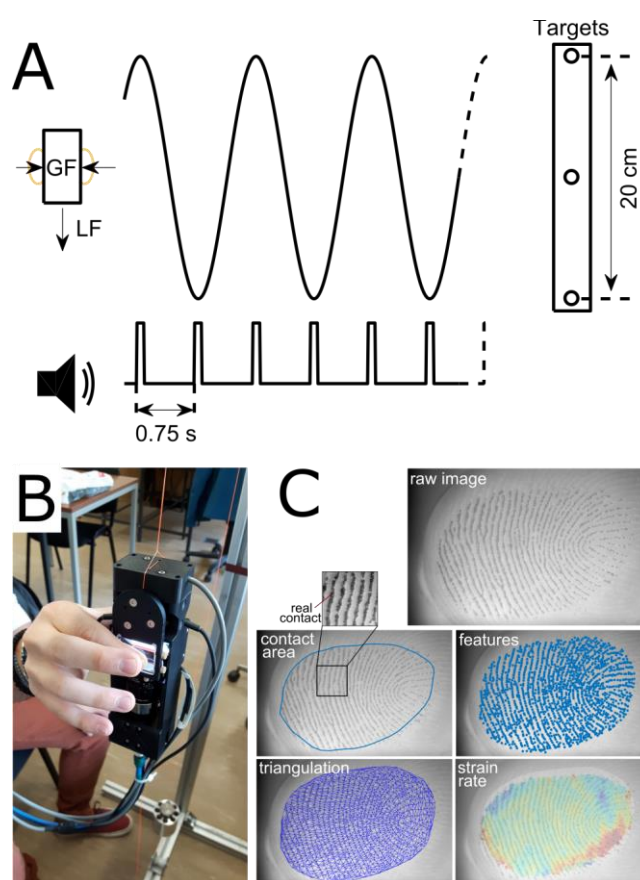 A
Targets
GF
LF
20 cm
0.75 s
B
C
raw image
real
contact
contact
area
features
triangulation
strain
rate